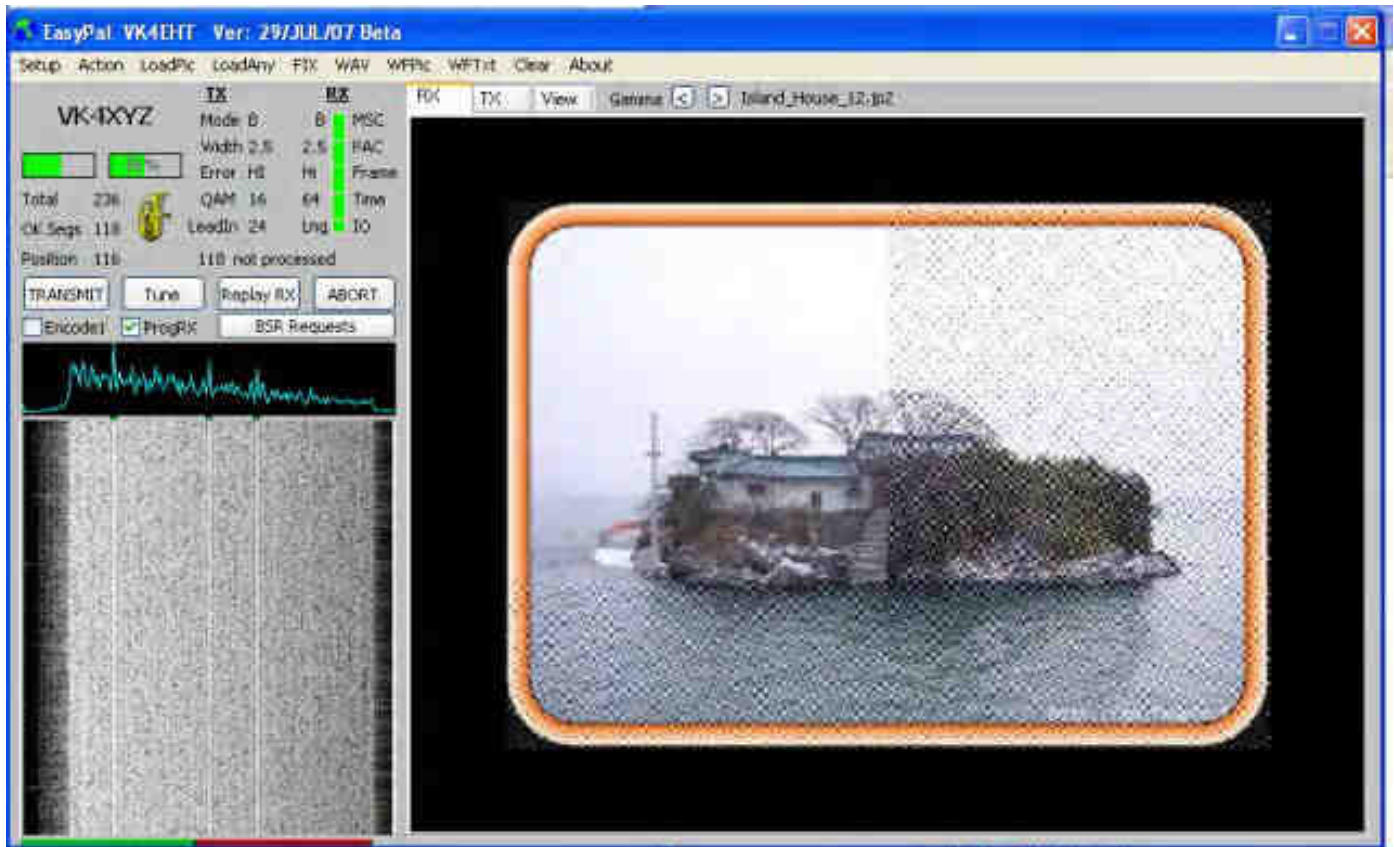 EasyPal VK4EHT Ver: 29/JUL/07 Beta
Setup Action LoadPic LoadAny FIX WAV WFPic WFTxt Clear About
RX TX View Gamma < > Island_House_12.jp2
VK4XYZ
TX RX
Mode B B MSC
Width 2.5 2.5 FAC
Error HI HI Frame
Total 236 QAM 16 64 Time
OK Segs 118 LeadIn 24 Lng IO
Position 116 118 not processed
TRANSMIT Tune Replay RX ABORT
Encode1 ProgRX BSR Requests